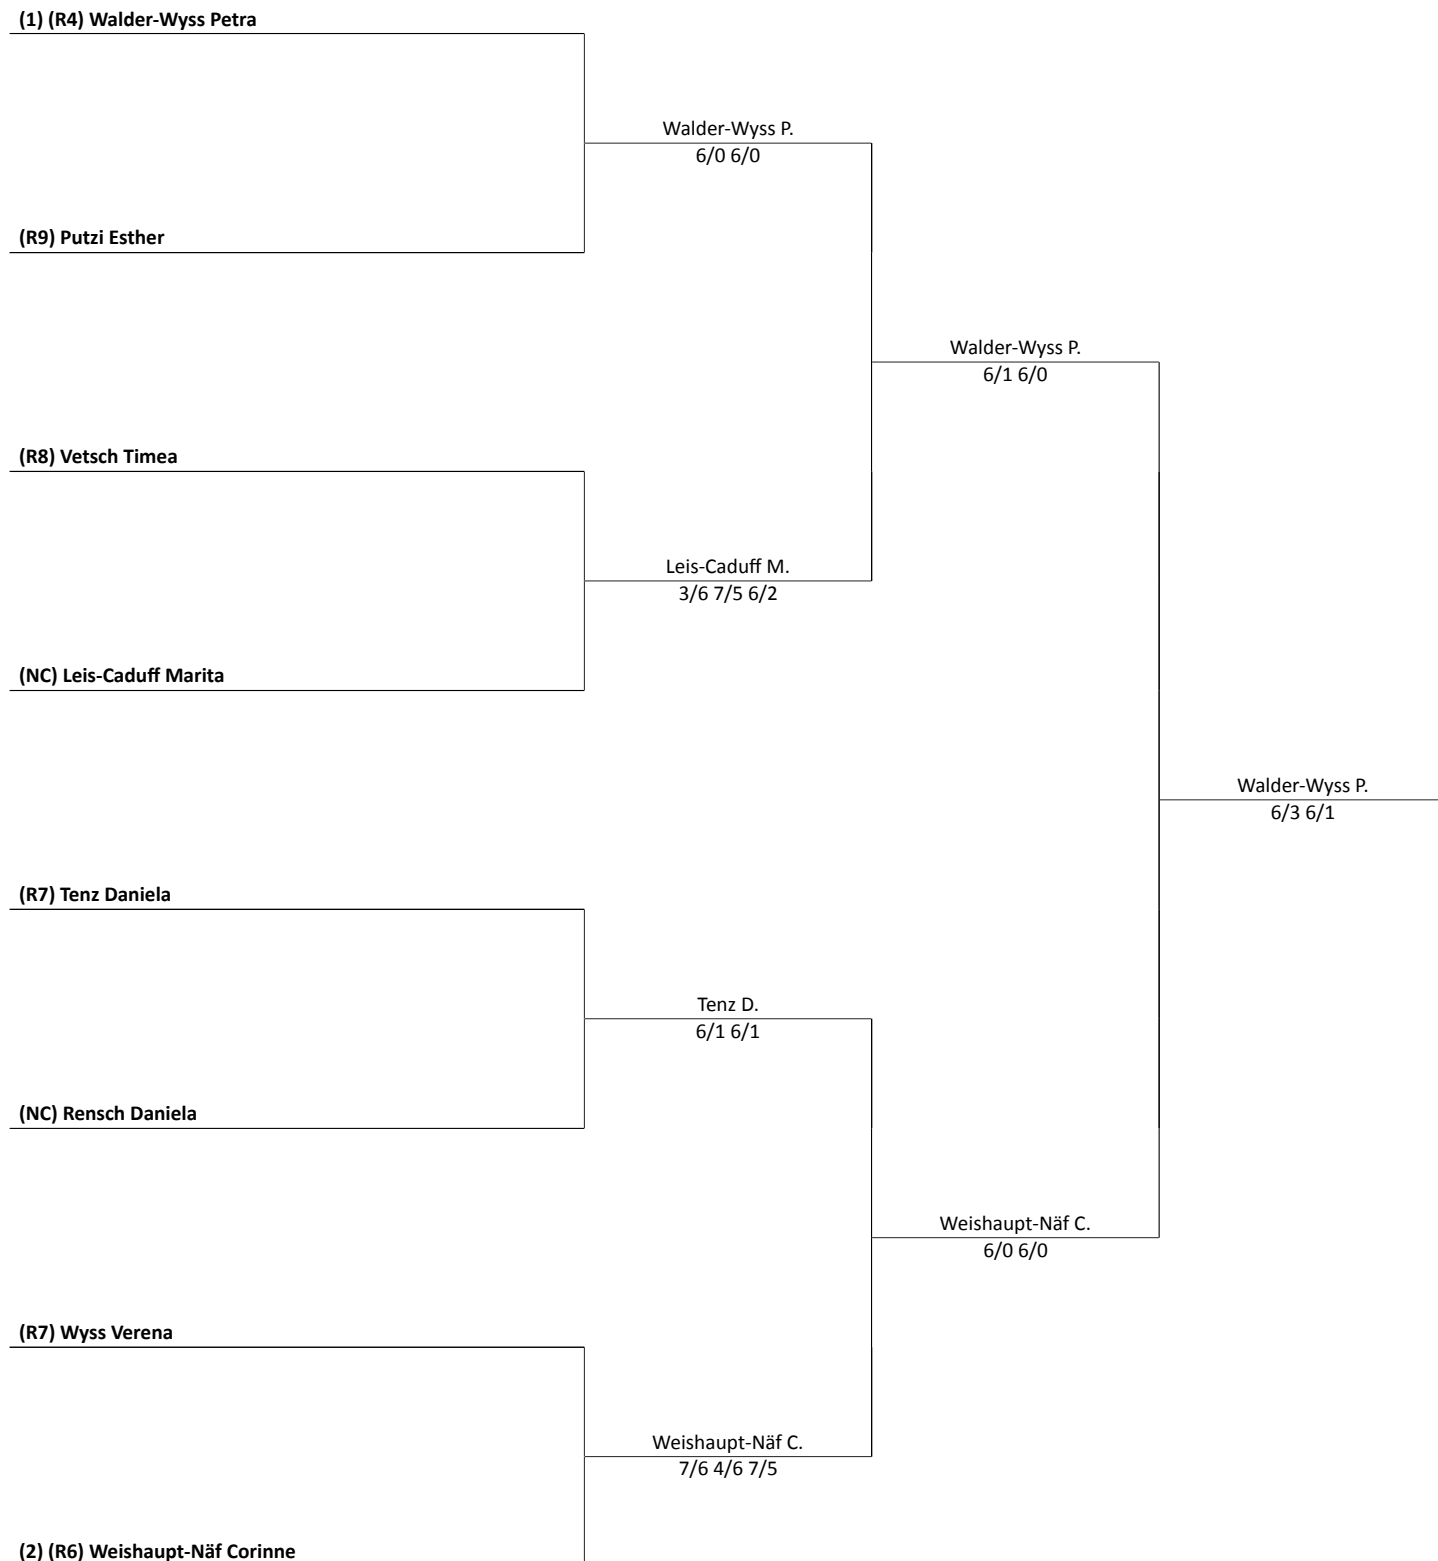 (1) (R4) Walder-Wyss Petra
Walder-Wyss P.
6/0 6/0
(R9) Putzi Esther
Walder-Wyss P.
6/1 6/0
(R8) Vetsch Timea
Leis-Caduff M.
3/6 7/5 6/2
(NC) Leis-Caduff Marita
Walder-Wyss P.
6/3 6/1
(R7) Tenz Daniela
Tenz D.
6/1 6/1
(NC) Rensch Daniela
Weishaupt-Näf C.
6/0 6/0
(R7) Wyss Verena
Weishaupt-Näf C.
7/6 4/6 7/5
(2) (R6) Weishaupt-Näf Corinne